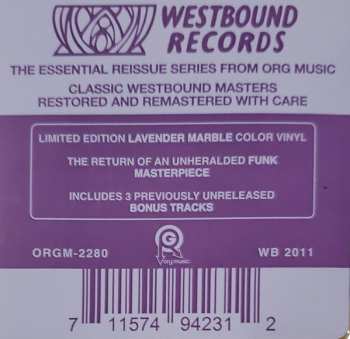 WESTBOUND
RECORDS
THE ESSENTIAL REISSUE SERIES FROM ORG MUSIC
CLASSIC WESTBOUND MASTERS
RESTORED AND REMASTERED WITH CARE
LIMITED EDITION LAVENDER MARBLE COLOR VINYL
THE RETURN OF AN UNHERALDED FUNK
MASTERPIECE
INCLUDES 3 PREVIOUSLY UNRELEASED
BONUS TRACKS
ORGM-2280
WB 2011
7 11574 94231 2